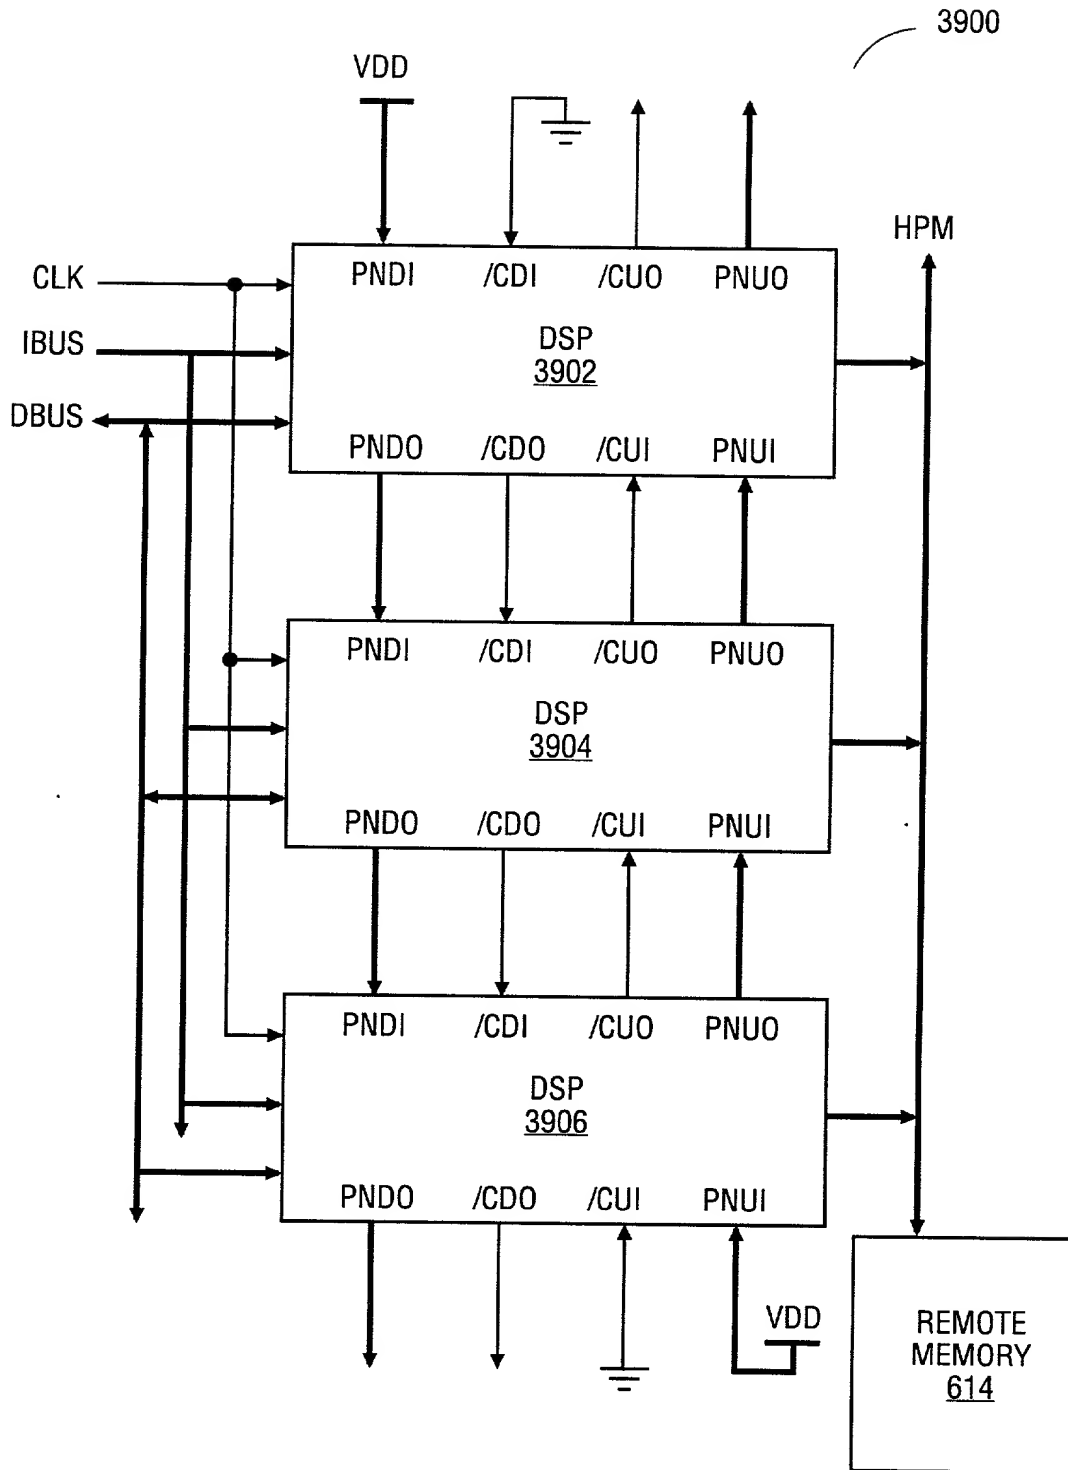 3900
VDD
HPM
CLK
IBUS
DBUS
PNDI /CDI /CUO PNUO
DSP
3902
PNDO /CDO /CUI PNUI
PNDI /CDI /CUO PNUO
DSP
3904
PNDO /CDO /CUI PNUI
PNDI /CDI /CUO PNUO
DSP
3906
PNDO /CDO /CUI PNUI
VDD
REMOTE
MEMORY
614